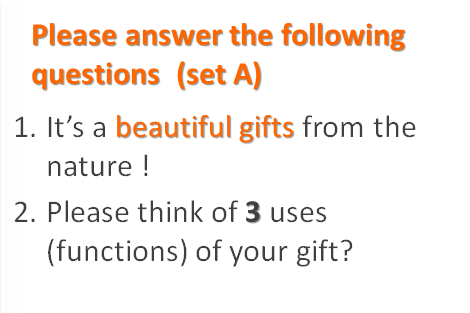 Please answer the following
questions (set A)
1. It's a beautiful gifts from the
nature !
2. Please think of 3 uses
(functions) of your gift?